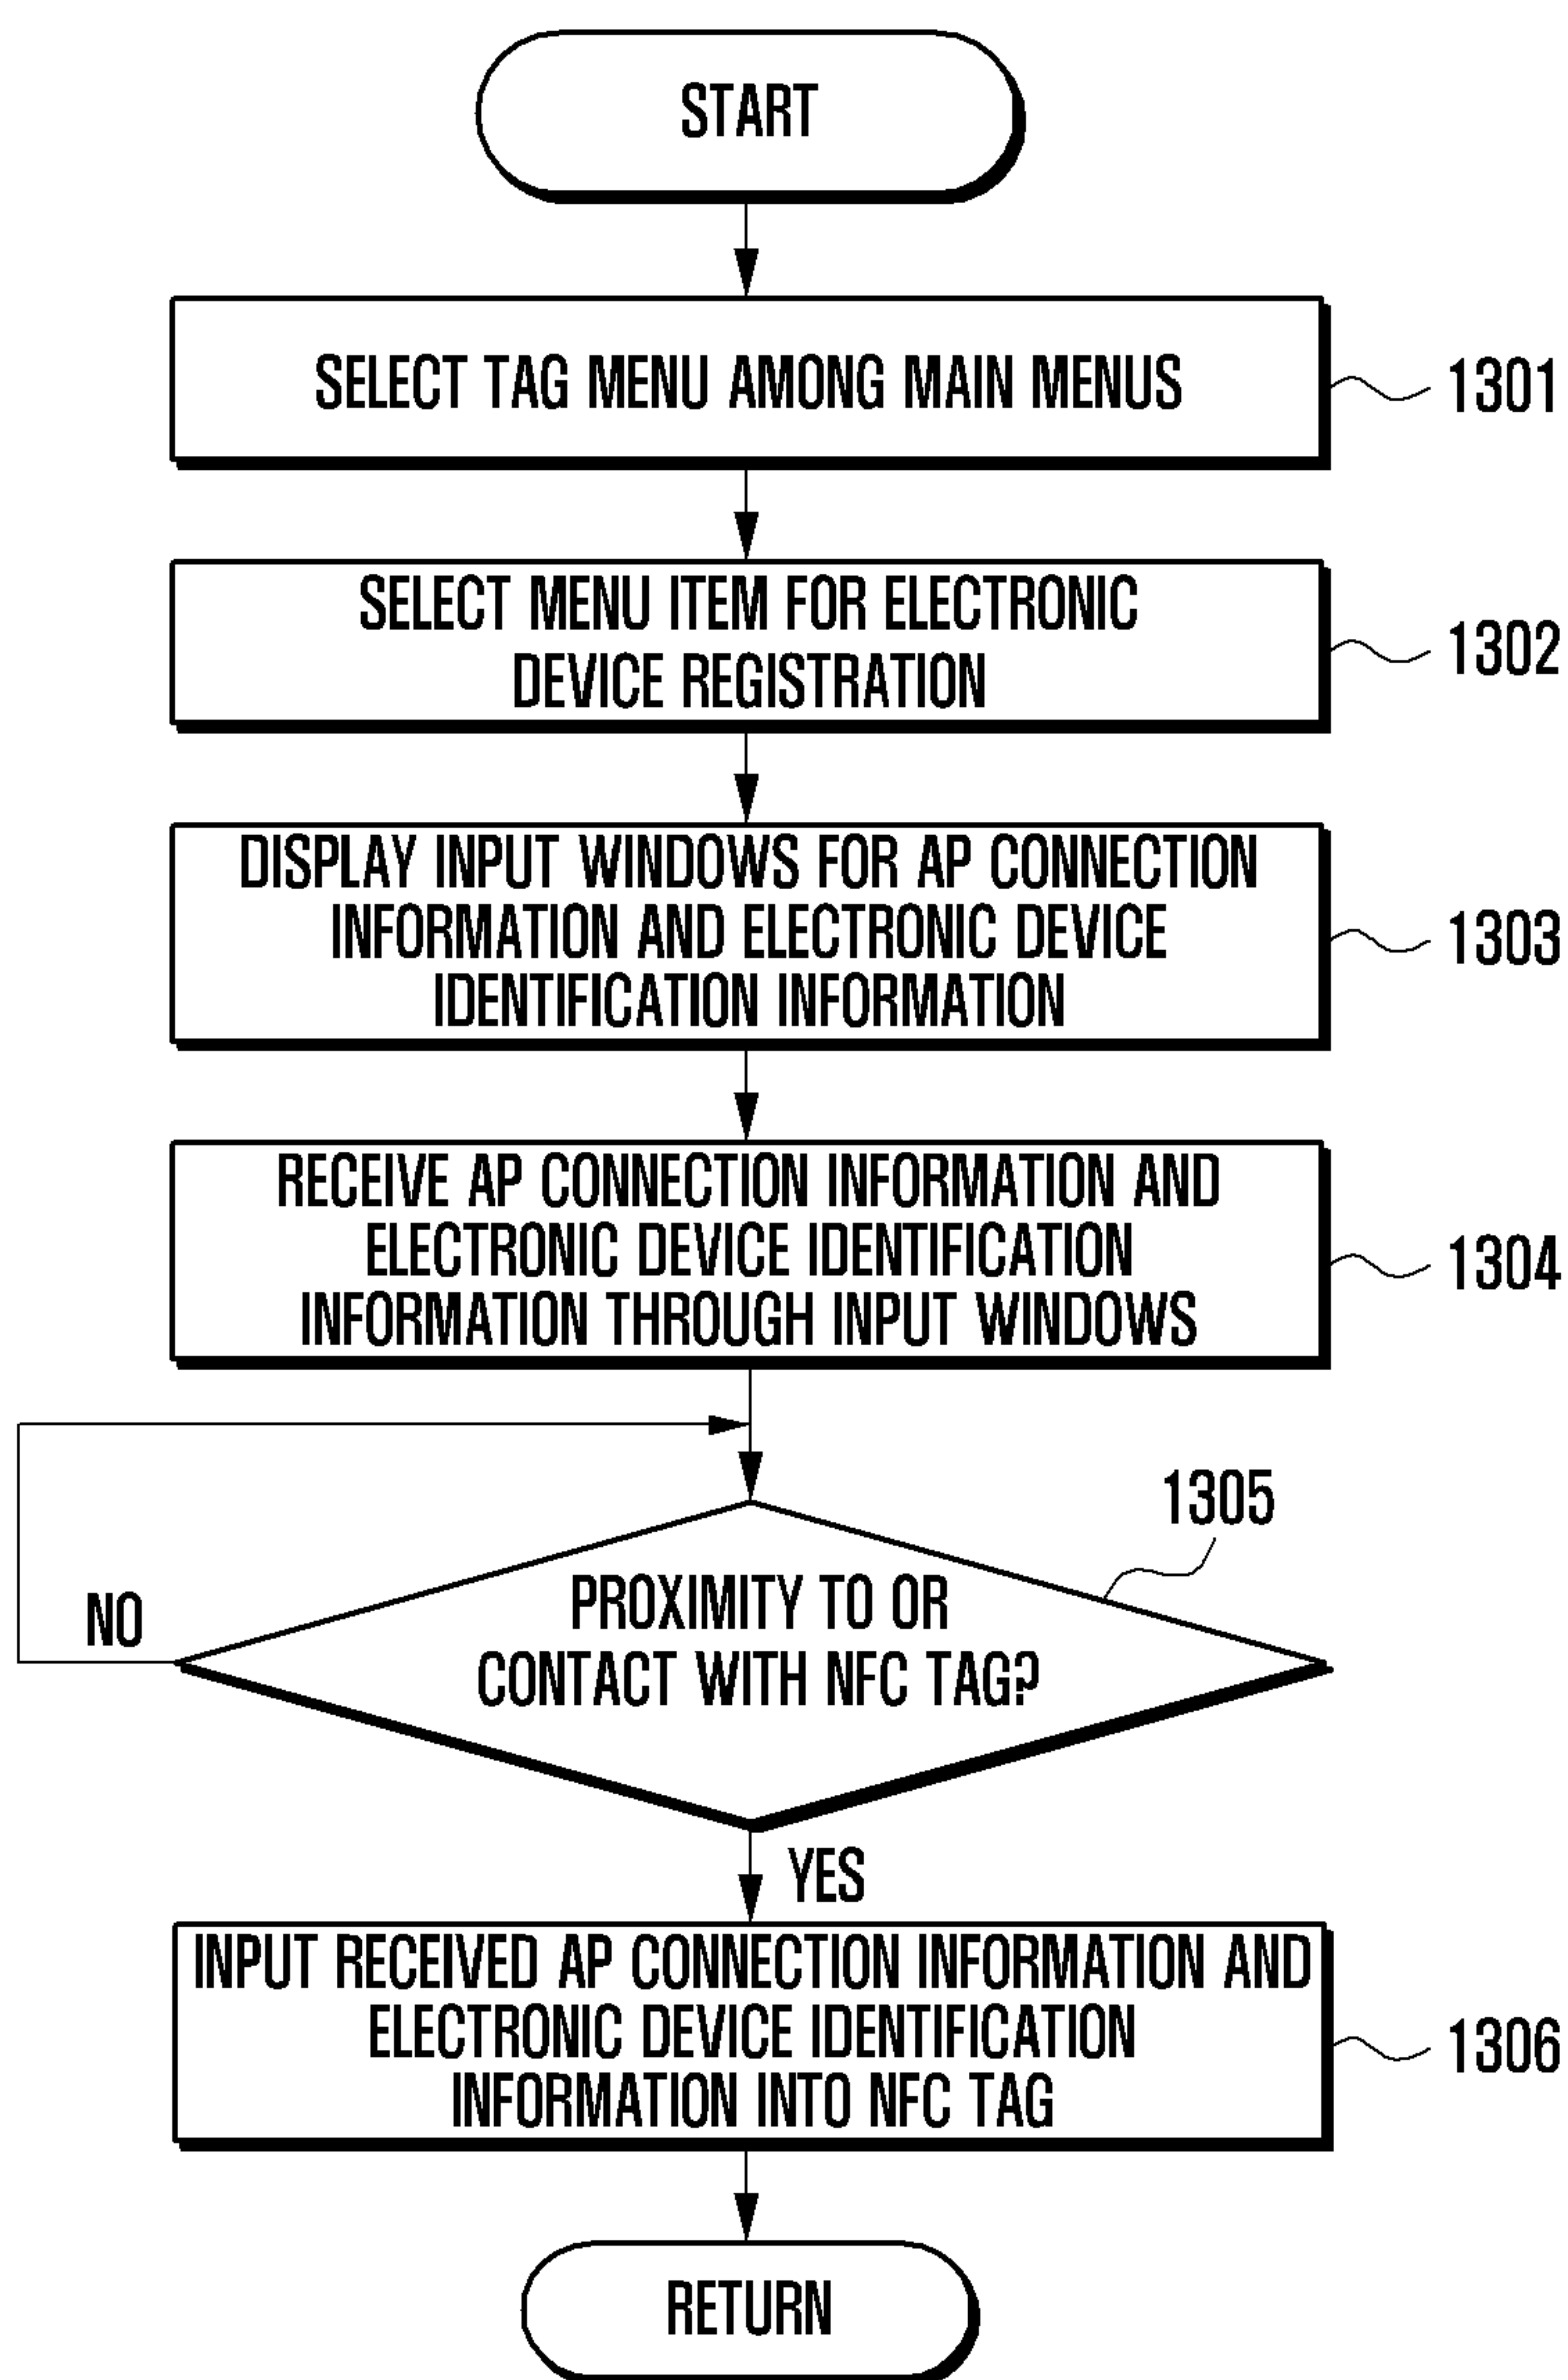 START
SELECT TAG MENU AMONG MAIN MENUS
1301
SELECT MENU ITEM FOR ELECTRONIC
DEVICE REGISTRATION
1302
DISPLAY INPUT WINDOWS FOR AP CONNECTION
INFORMATION AND ELECTRONIC DEVICE
IDENTIFICATION INFORMATION
1303
RECEIVE AP CONNECTION INFORMATION AND
ELECTRONIC DEVICE IDENTIFICATION
INFORMATION THROUGH INPUT WINDOWS
1304
1305
PROXIMITY TO OR
CONTACT WITH NFC TAG?
NO
YES
INPUT RECEIVED AP CONNECTION INFORMATION AND
ELECTRONIC DEVICE IDENTIFICATION
INFORMATION INTO NFC TAG
1306
RETURN